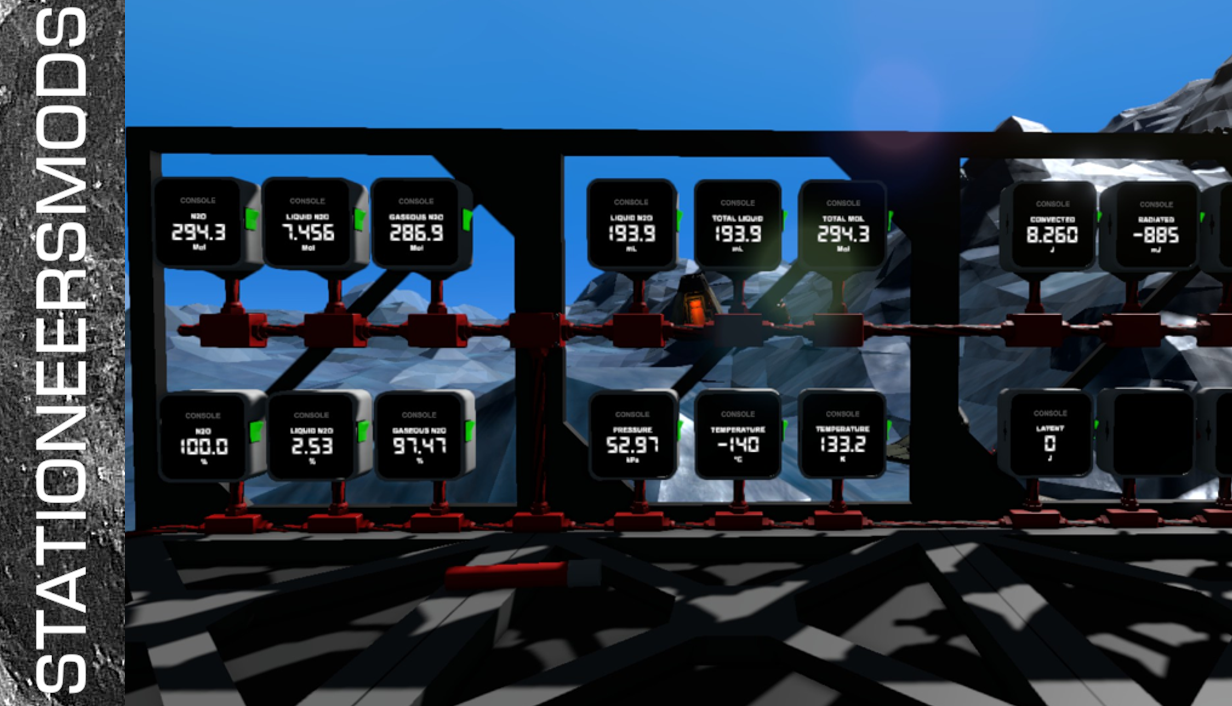 STATIONEERSMODS
CONSOLE
N2O
294.3
Mol
CONSOLE
LIQUID N2O
7.456
Mol
CONSOLE
GASEOUS N2O
286.9
Mol
CONSOLE
LIQUID N2O
193.9
mL
CONSOLE
TOTAL LIQUID
193.9
mL
CONSOLE
TOTAL MOL
294.3
Mol
CONSOLE
CONVECTED
8.260
J
CONSOLE
RADIATED
-885
mJ
CONSOLE
N2O
100.0
%
CONSOLE
LIQUID N2O
2.53
%
CONSOLE
GASEOUS N2O
97.47
%
CONSOLE
PRESSURE
52.97
kPa
CONSOLE
TEMPERATURE
-140
°C
CONSOLE
TEMPERATURE
133.2
K
CONSOLE
LATENT
0
J